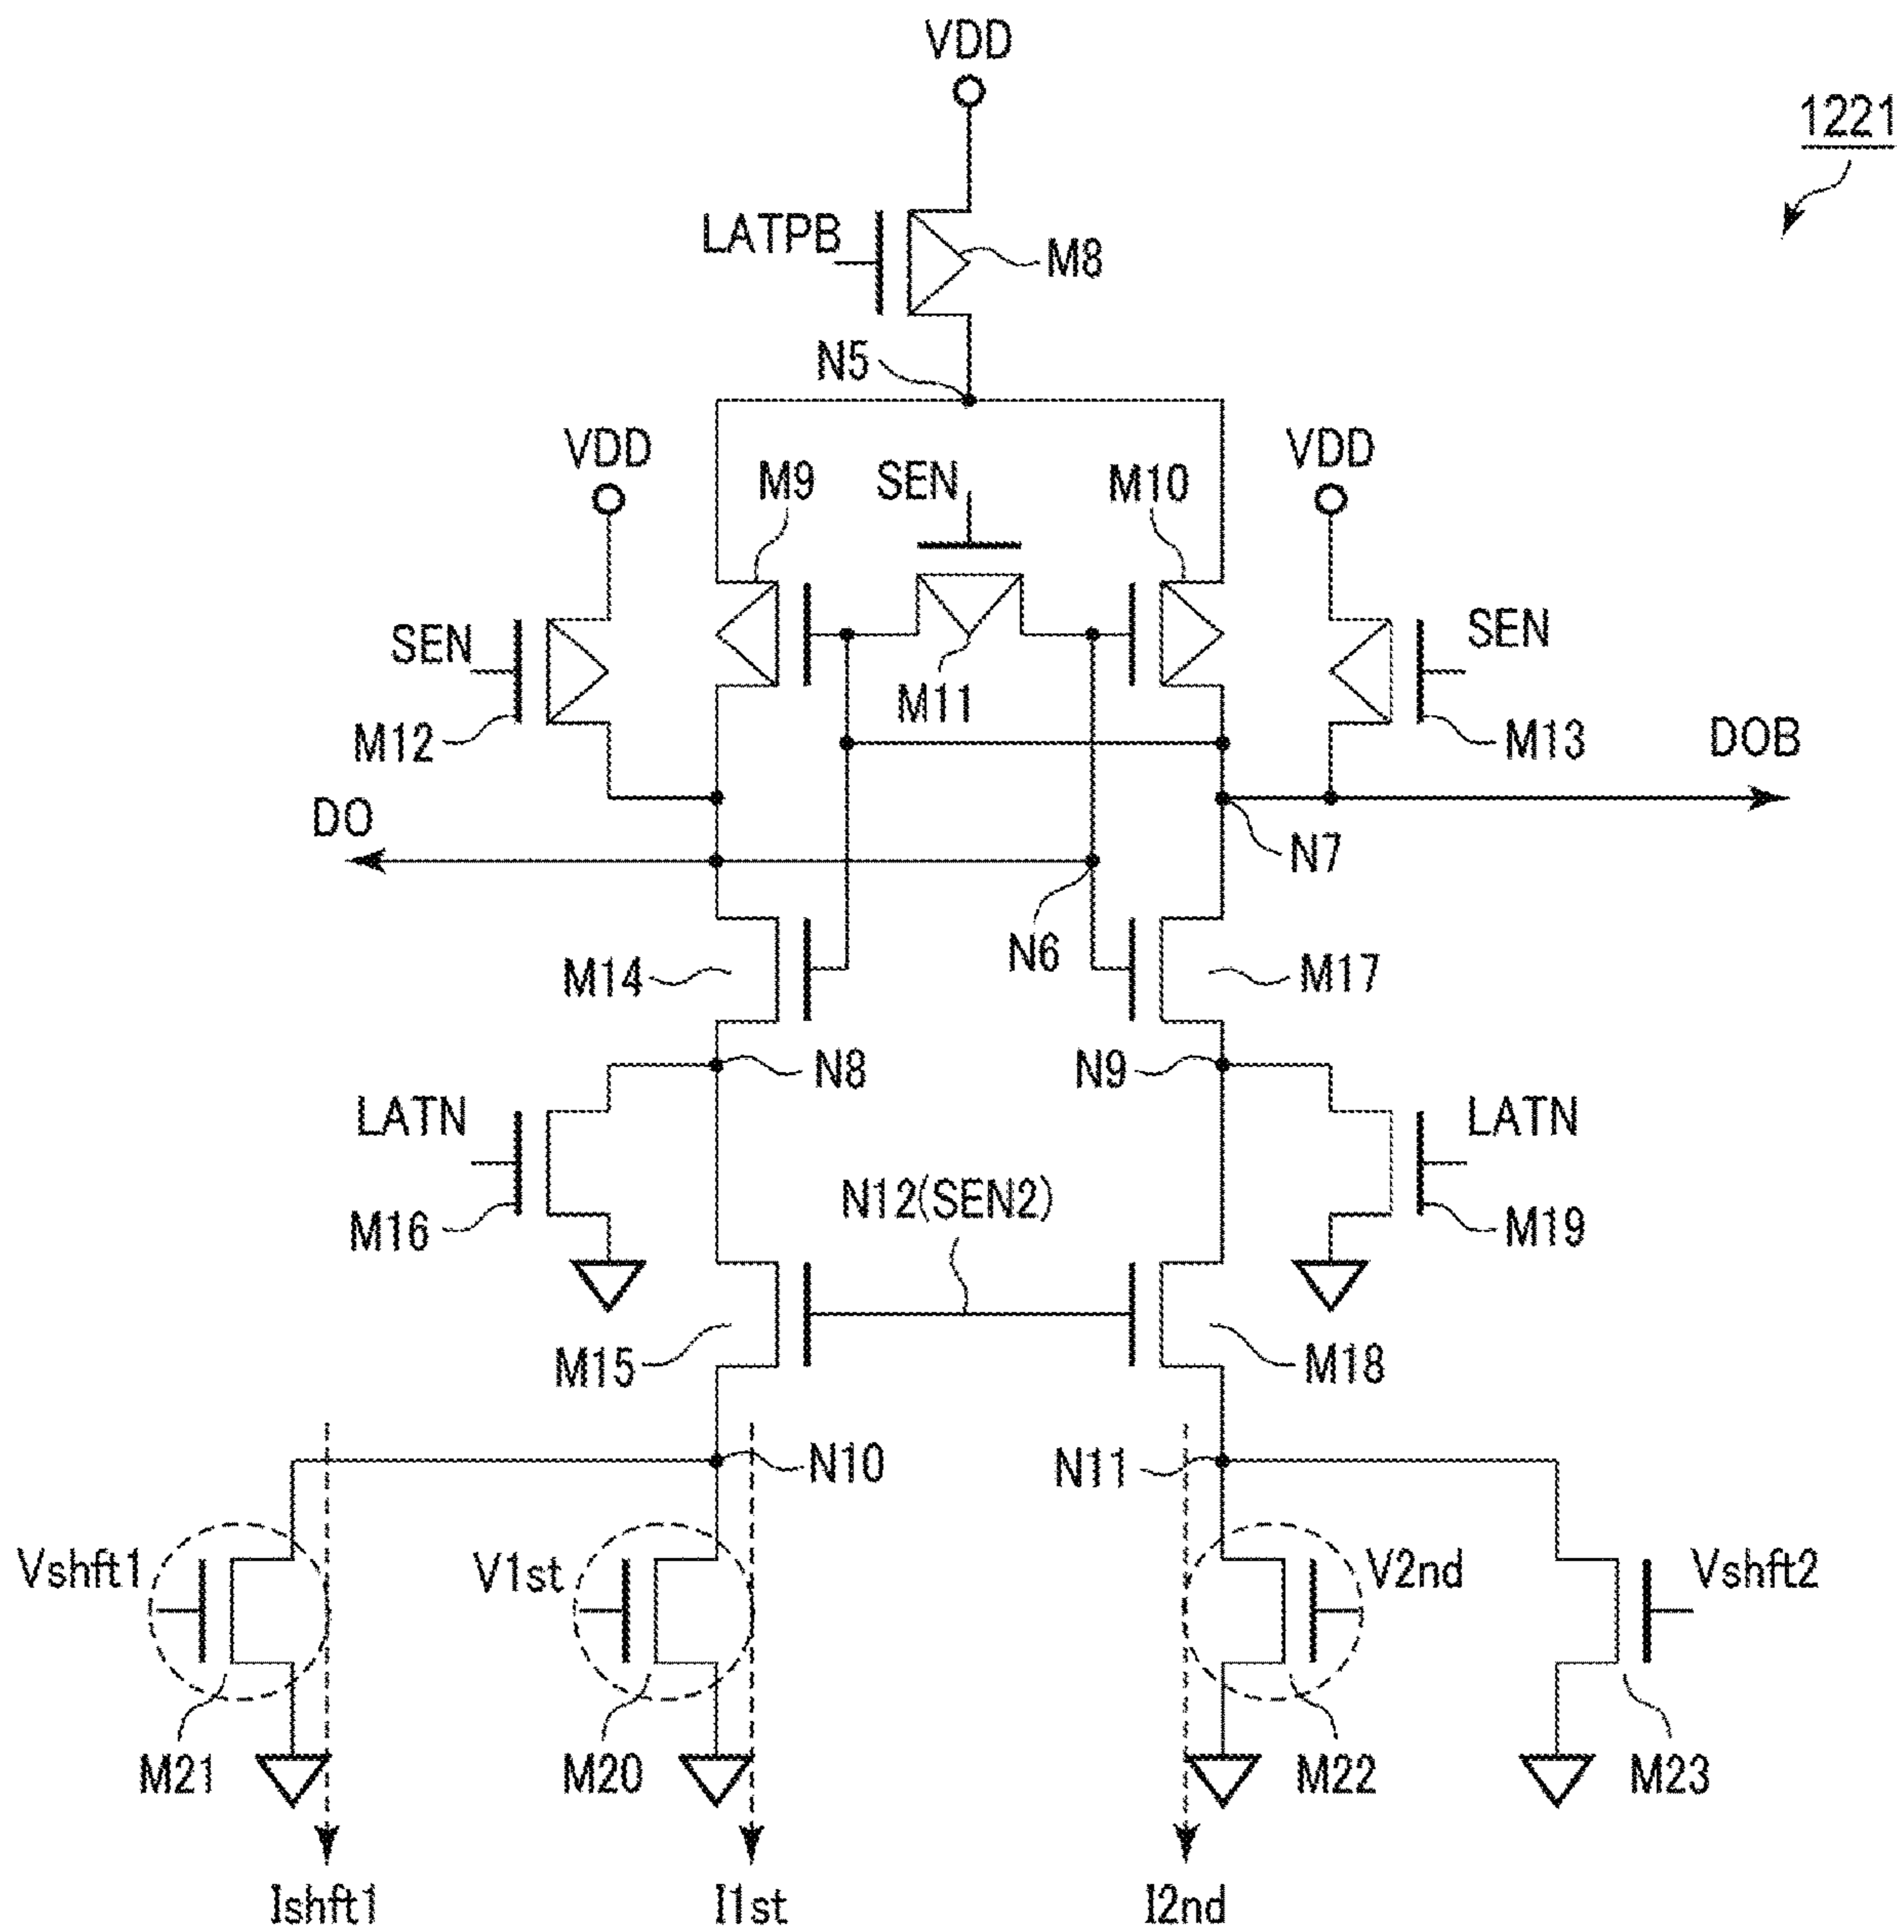 VDD
1221
LATPB
M8
N5
VDD
M9
SEN
M10
VDD
SEN
M11
SEN
M12
M13
DOB
DO
N7
N6
M14
M17
N8
N9
LATN
LATN
N12(SEN2)
M16
M19
M15
M18
N10
N11
Vshft1
V1st
V2nd
Vshft2
M21
M20
M22
M23
Ishft1
I1st
I2nd